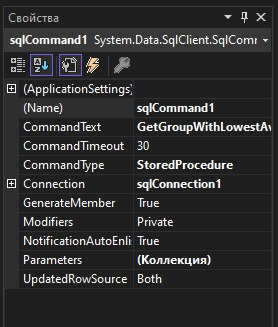 Свойства
sqlCommand1 System.Data.SqlClient.SqlComm
(ApplicationSettings)
(Name) sqlCommand1
CommandText GetGroupWithLowestAv
CommandTimeout 30
CommandType StoredProcedure
Connection sqlConnection1
GenerateMember True
Modifiers Private
NotificationAutoEnli True
Parameters (Коллекция)
UpdatedRowSource Both